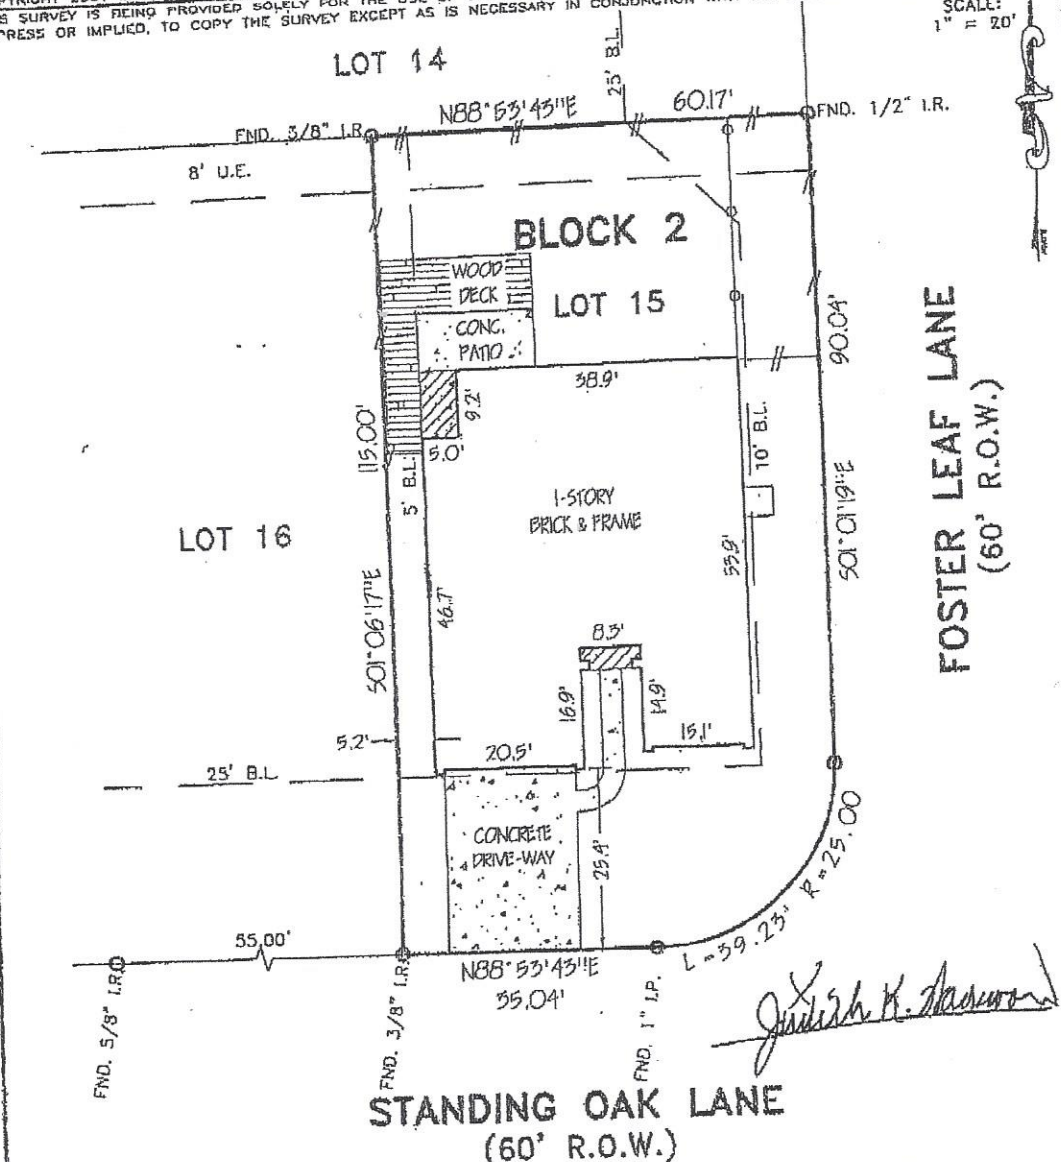 S SURVEY IS BEING PROVIDED SOLELY FOR THE USE OF
PRESS OR IMPLIED, TO COPY THE SURVEY EXCEPT AS IS NECESSARY IN CONJUNCTION
SCALE:
1" = 20'
LOT 14
25' B.L.
N88°53'43"E
60.17'
FND. 3/8" I.R.
FND. 1/2" I.R.
8' U.E.
BLOCK 2
WOOD
DECK
LOT 15
CONC.
PATIO
90.04'
FOSTER LEAF LANE
(60' R.O.W.)
38.9'
9.2'
5.0'
115.00'
5' B.L.
10' B.L.
1-STORY
BRICK & FRAME
LOT 16
S01°01'19"E
53.9'
S01°06'17"E
46.7'
8.3'
16.9'
14.9'
15.1'
5.2'
20.5'
25' B.L.
CONCRETE
DRIVE-WAY
25.4'
R=25.00
L=39.23'
55.00'
N88°53'43"E
35.04'
FND. 5/8" I.R.
FND. 3/8" I.R.
FND. 1" I.P.
X
STANDING OAK LANE
(60' R.O.W.)